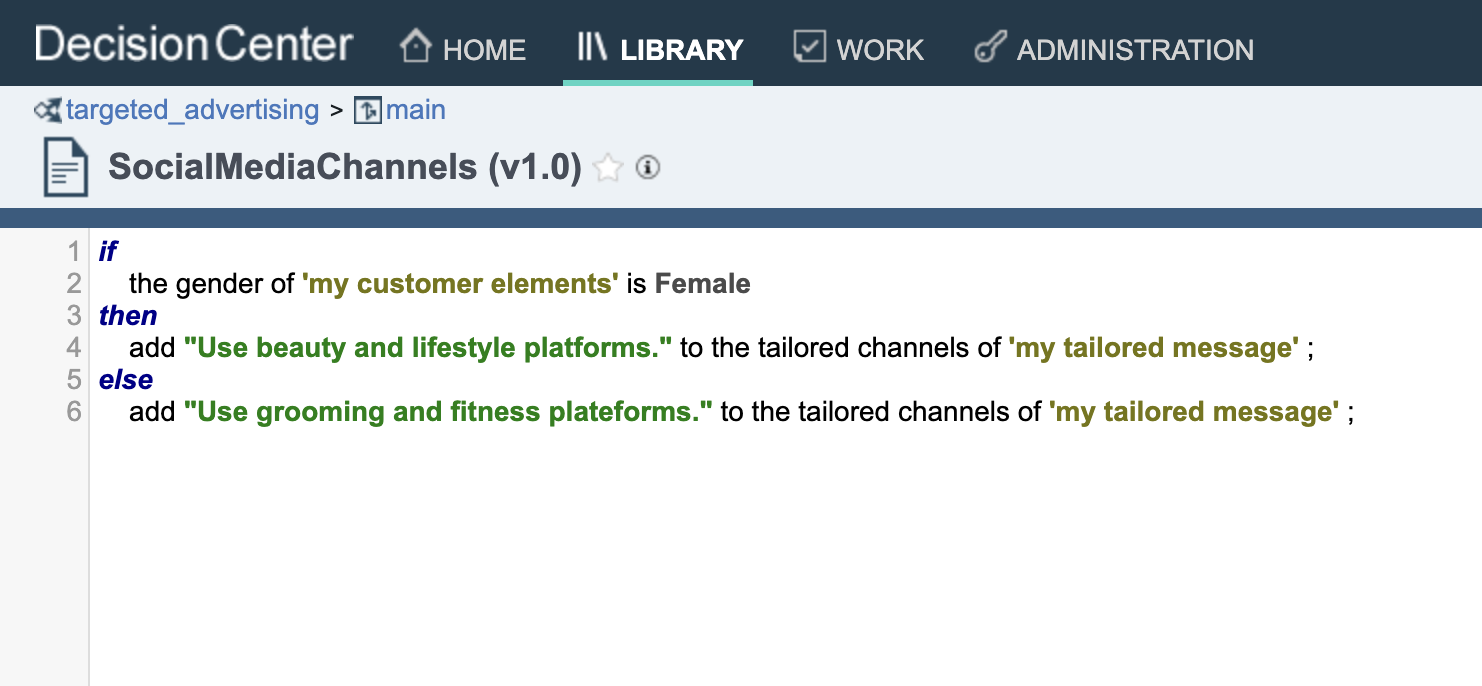 Decision Center HOME LIBRARY WORK ADMINISTRATION
targeted_advertising > main
SocialMediaChannels (v1.0)
1 if
2 the gender of 'my customer elements' is Female
3 then
4 add "Use beauty and lifestyle platforms." to the tailored channels of 'my tailored message' ;
5 else
6 add "Use grooming and fitness plateforms." to the tailored channels of 'my tailored message' ;